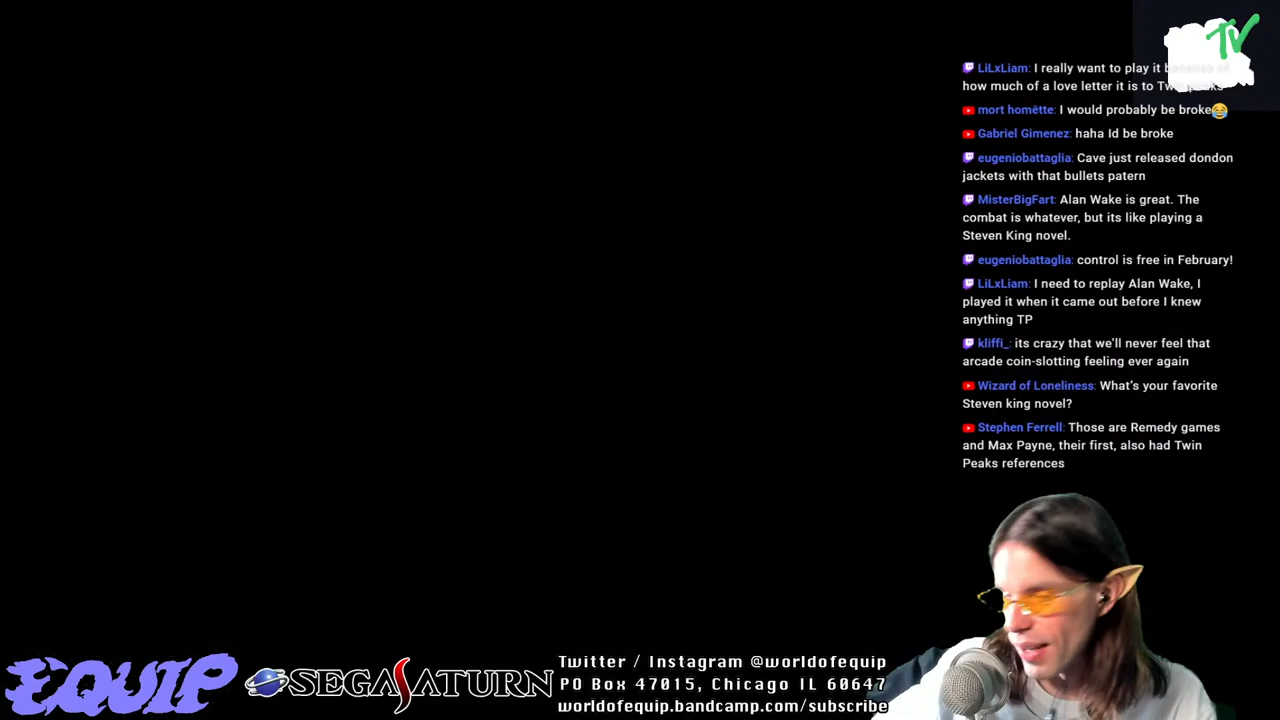 TV
LiLxLiam: I really want to play it because of
how much of a love letter it is to Twin peaks
mort homêtte: I would probably be broke😂
Gabriel Gimenez: haha Id be broke
eugeniobattaglia: Cave just released dondon
jackets with that bullets patern
MisterBigFart: Alan Wake is great. The
combat is whatever, but its like playing a
Steven King novel.
eugeniobattaglia: control is free in February!
LiLxLiam: I need to replay Alan Wake, I
played it when it came out before I knew
anything TP
kliffi_: its crazy that we'll never feel that
arcade coin-slotting feeling ever again
Wizard of Loneliness: What's your favorite
Steven king novel?
Stephen Ferrell: Those are Remedy games
and Max Payne, their first, also had Twin
Peaks references
EQUIP
SEGA SATURN
Twitter / Instagram @worldofequip
PO Box 47015, Chicago IL 60647
worldofequip.bandcamp.com/subscribe